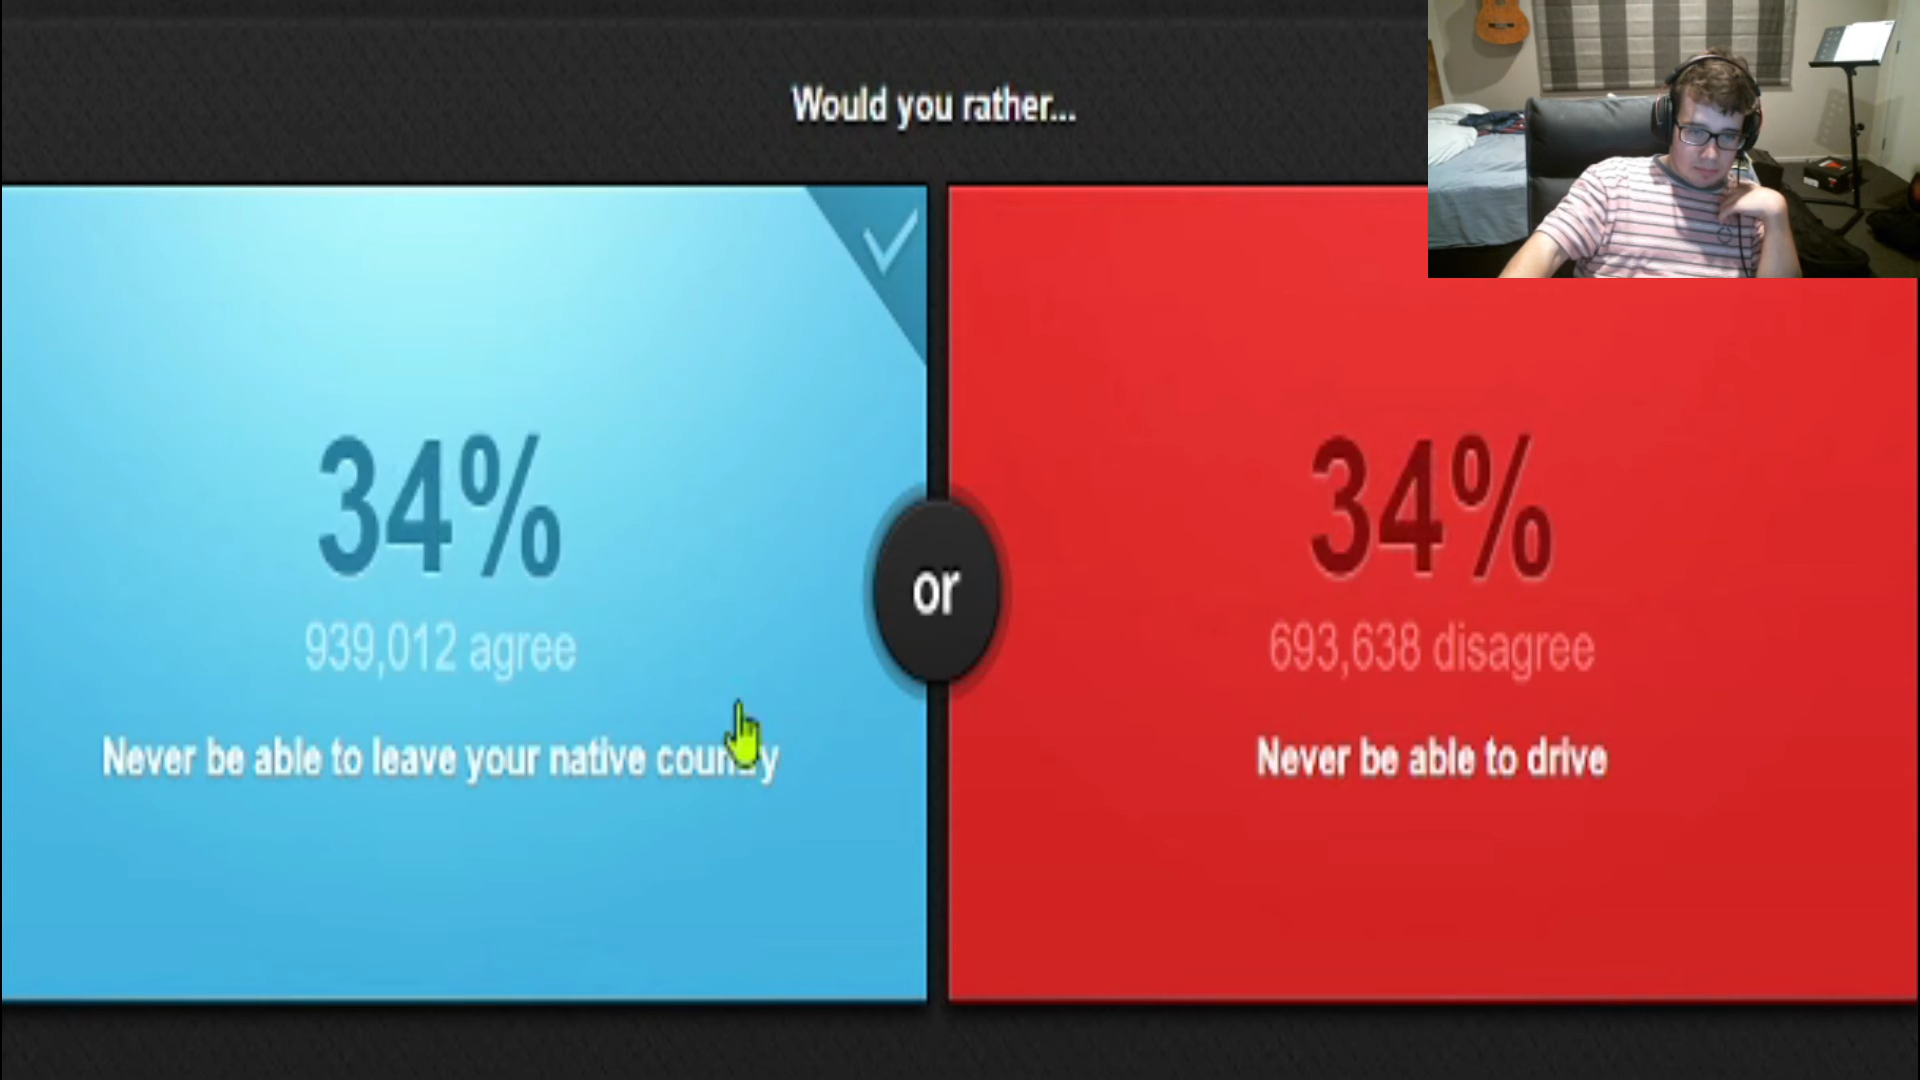 Would you rather...
34%
939,012 agree
Never be able to leave your native
or
34%
693,638 disagree
Never be able to drive